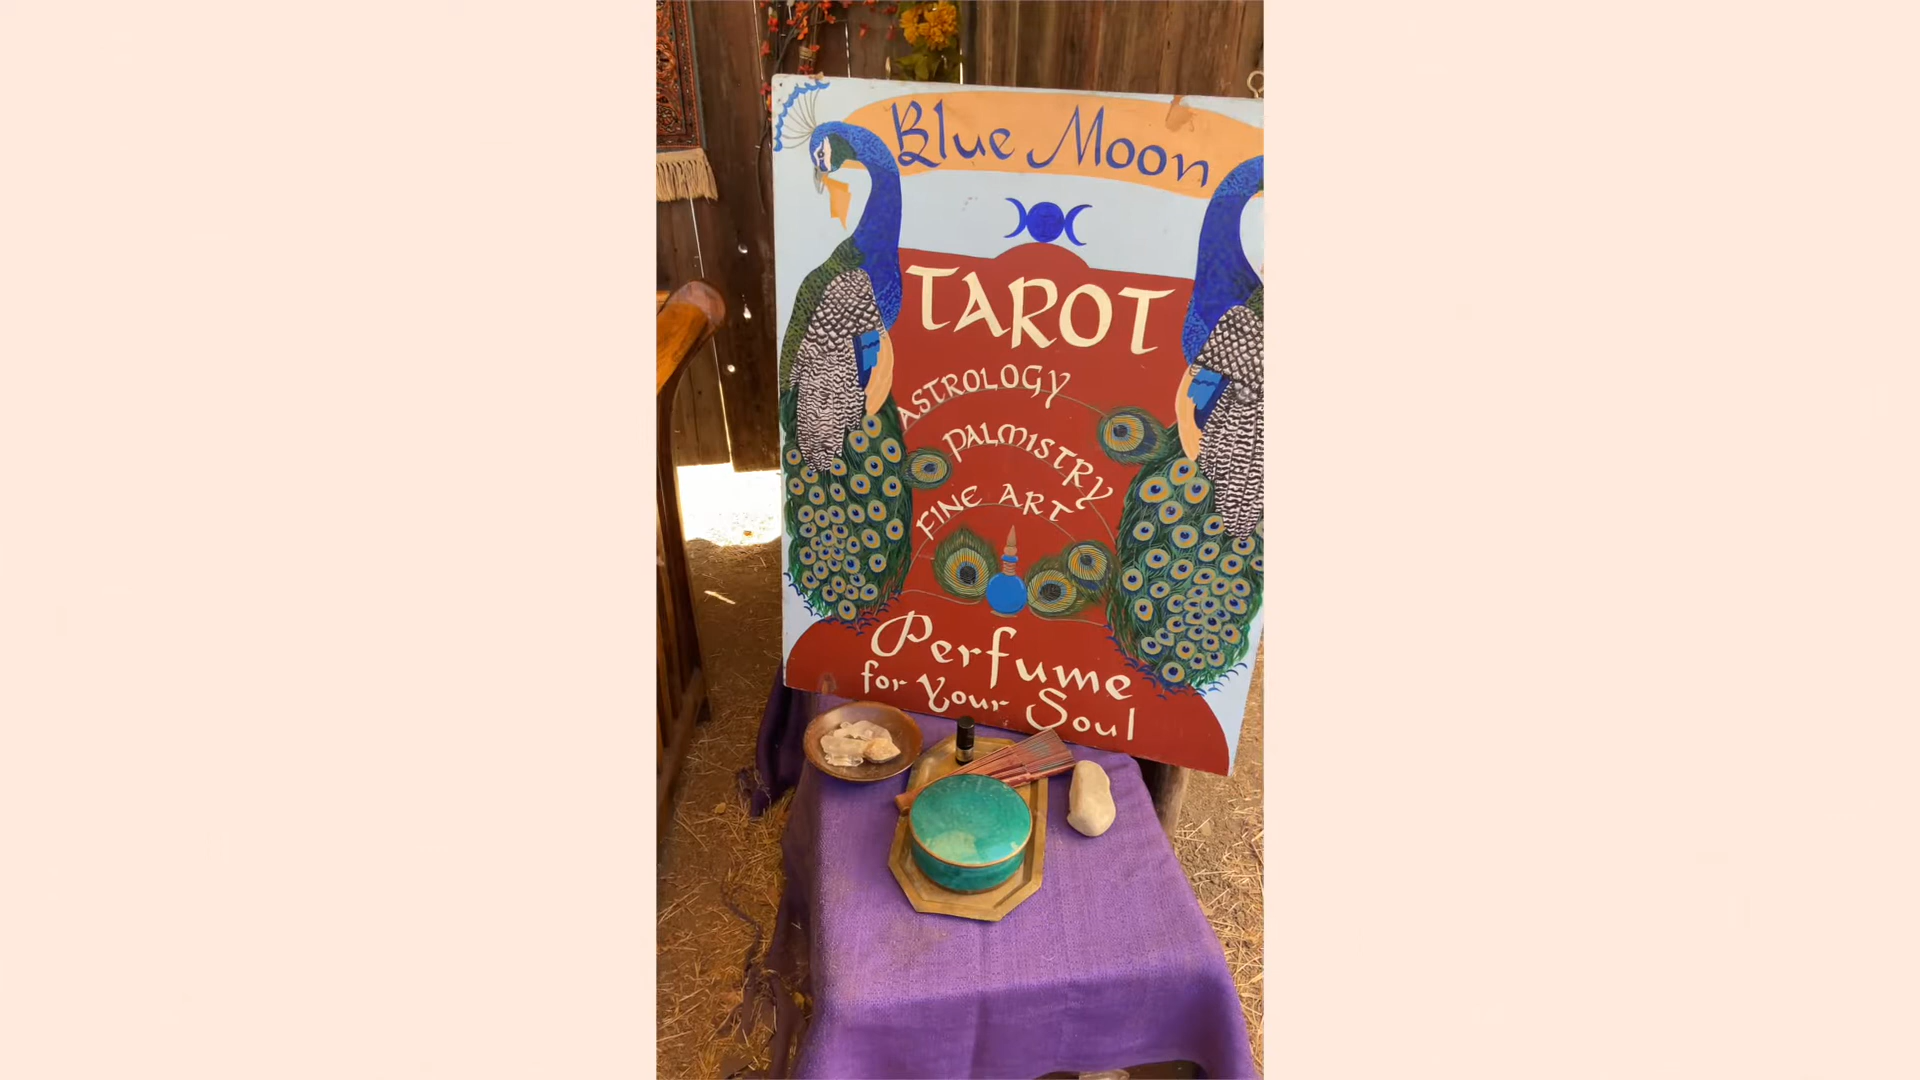 Blue Moon
TAROT
ASTROLOGY
PALMISTRY
FINE ART
Perfume
for Your Soul